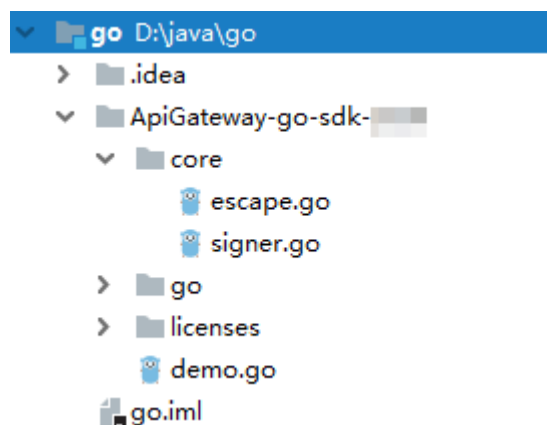 go D:\java\go
.idea
ApiGateway-go-sdk-
core
escape.go
signer.go
go
licenses
demo.go
go.iml